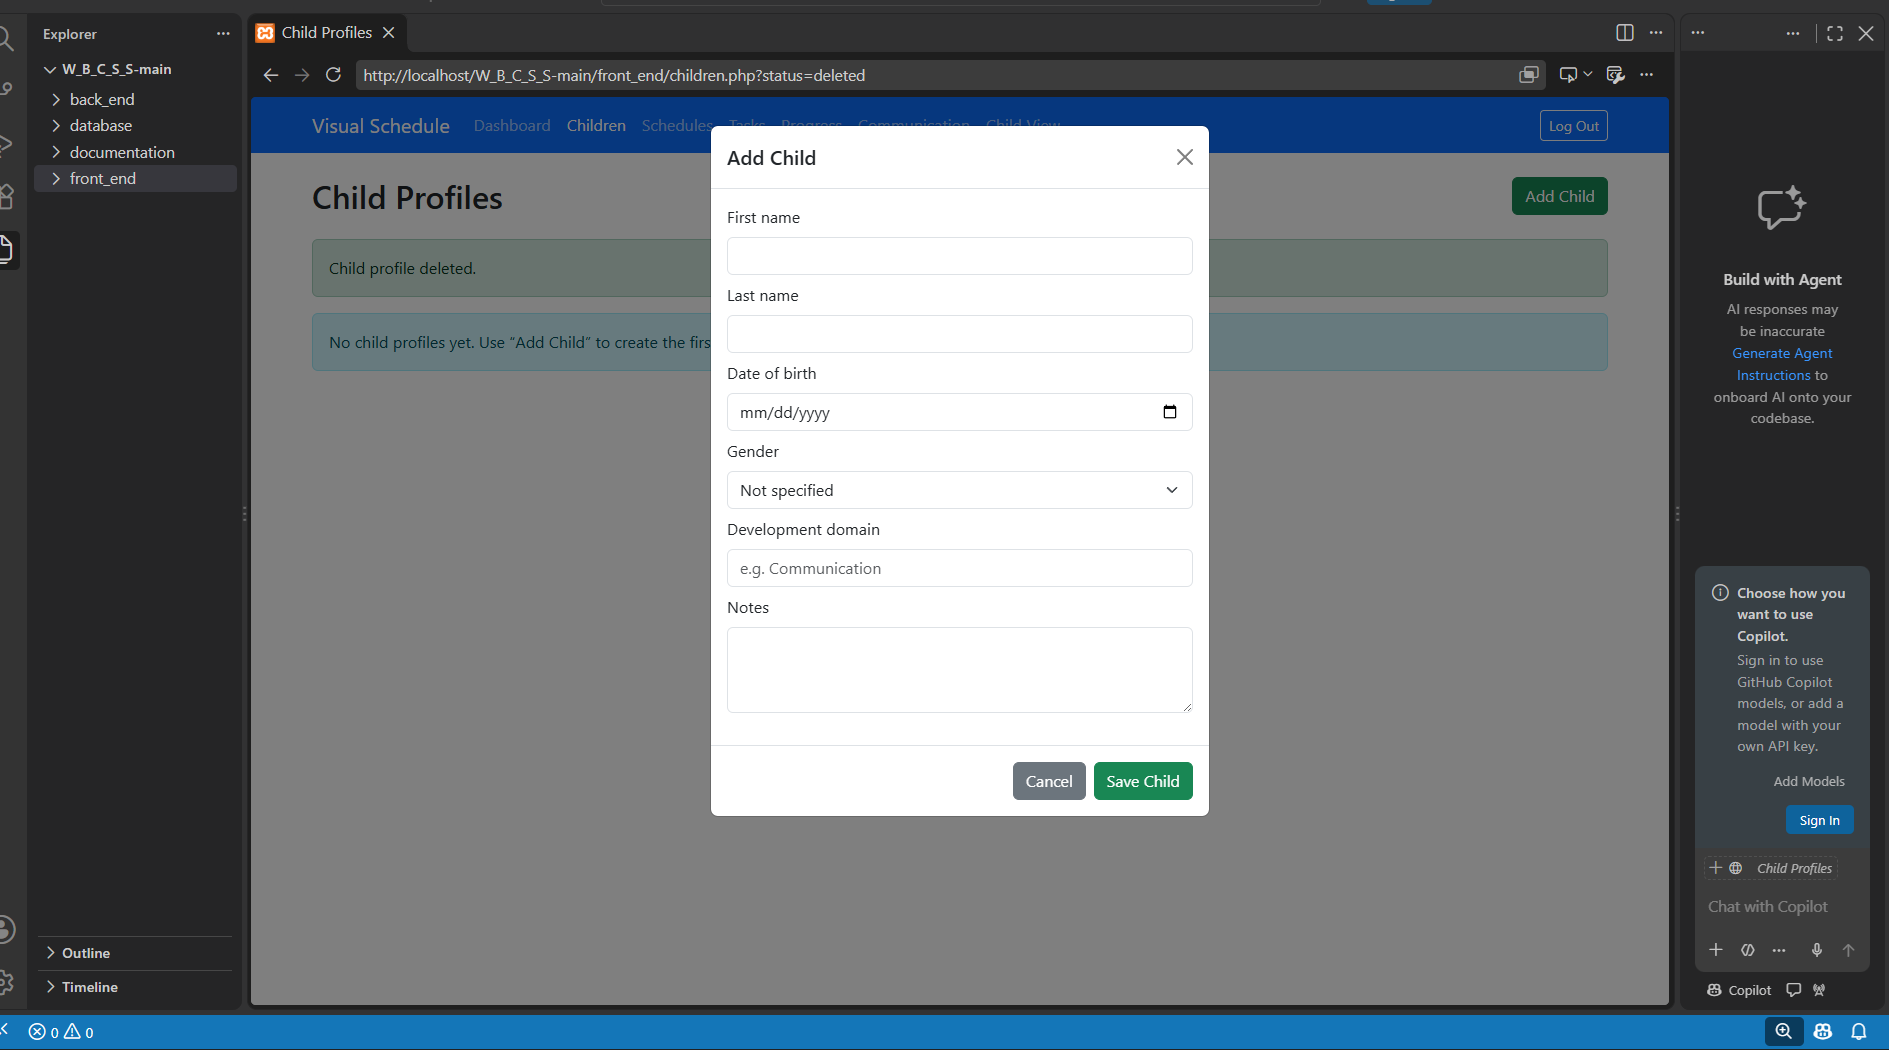 Explorer
W_B_C_S_S-main
back_end
database
documentation
front_end
Outline
Timeline
Child Profiles
http://localhost/W_B_C_S_S-main/front_end/children.php?status=deleted
Visual Schedule Dashboard Children Schedules Tasks Progress Communication Child View Log Out
Child Profiles
Add Child
Child profile deleted.
No child profiles yet. Use “Add Child” to create the firs
Add Child
First name
Last name
Date of birth
mm/dd/yyyy
Gender
Not specified
Development domain
e.g. Communication
Notes
Cancel Save Child
Build with Agent
AI responses may
be inaccurate
Generate Agent
Instructions to
onboard AI onto your
codebase.
Choose how you
want to use
Copilot.
Sign in to use
GitHub Copilot
models, or add a
model with your
own API key.
Add Models
Sign In
Child Profiles
Chat with Copilot
Copilot
0 0